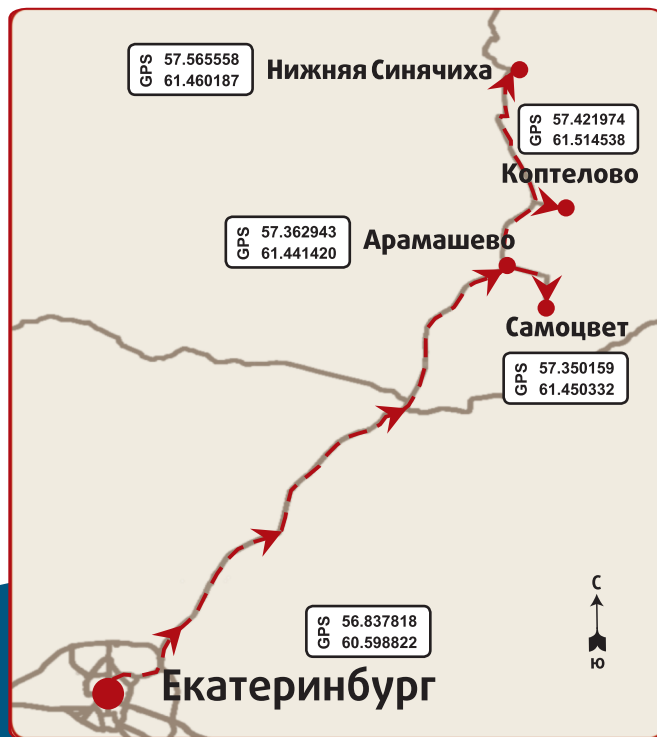 GPS
57.565558
61.460187
Нижняя Синячиха
GPS
57.421974
61.514538
Коптелово
GPS
57.362943
61.441420
Арамашево
Самоцвет
GPS
57.350159
61.450332
GPS
56.837818
60.598822
Екатеринбург
С
Ю